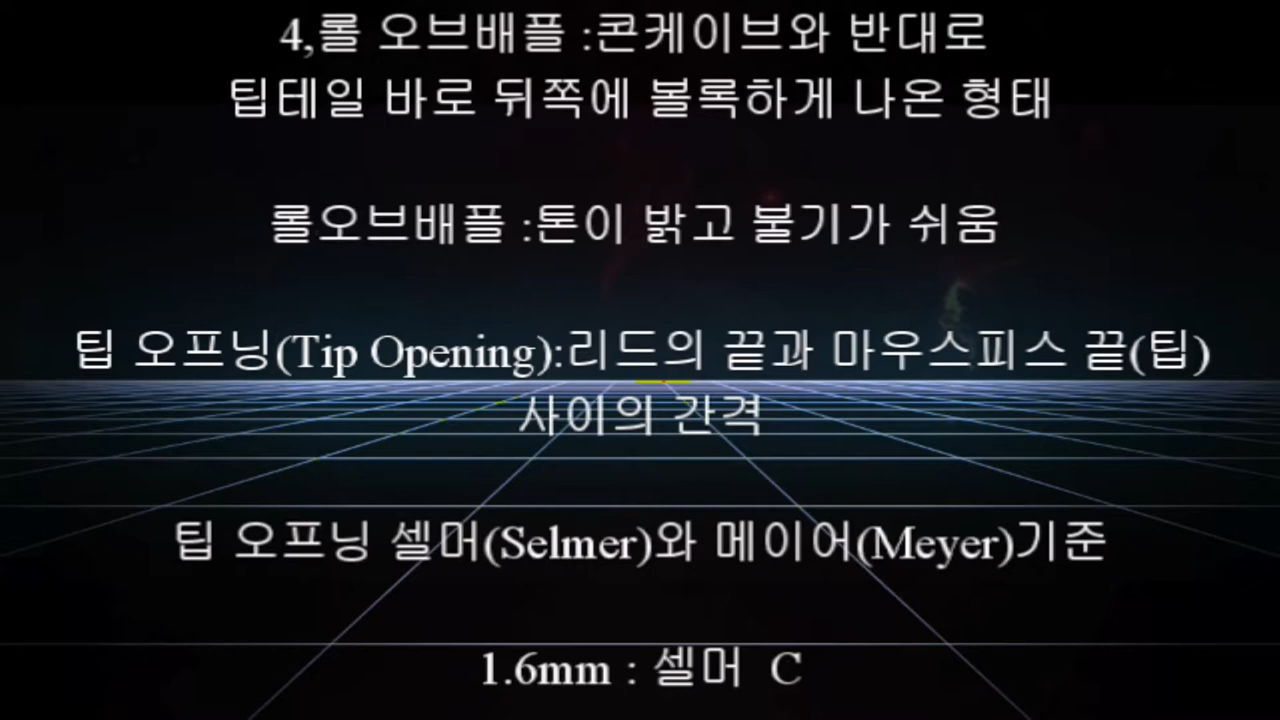 4,롤 오브배플 :콘케이브와 반대로
팁테일 바로 뒤쪽에 볼록하게 나온 형태
롤오브배플 :톤이 밝고 불기가 쉬움
팁 오프닝(Tip Opening):리드의 끝과 마우스피스 끝(팁)
사이의 간격
팁 오프닝 셀머(Selmer)와 메이어(Meyer)기준
1.6mm : 셀머 C